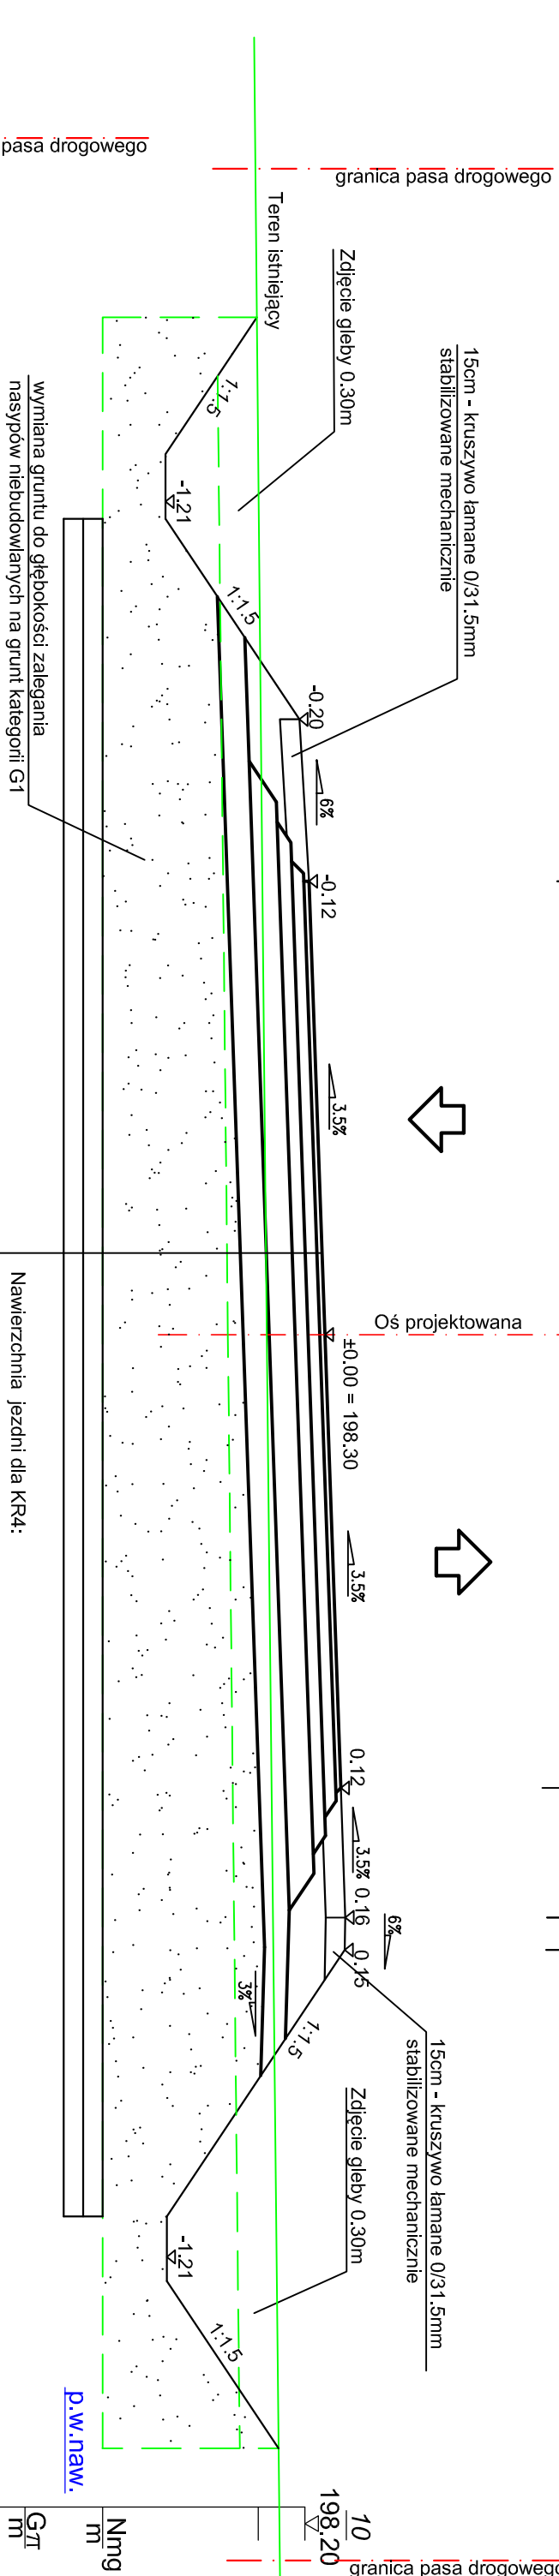 pasa drogowego
granica pasa drogowego
Teren istniejący
Zdjęcie gleby 0.30m
15cm - kruszywo łamane 0/31.5mm
stabilizowane mechanicznie
1:1.5
-1.21
wymiana gruntu do głębokości zalegania
nasypów niebudowlanych na grunt kategorii G1
1:1.5
-0.20
6%
-0.12
3.5%
Oś projektowana
±0.00 = 198.30
Nawierzchnia jezdni dla KR4:
3.5%
0.12
3.5%
0.16
6%
0.15
3%
1:1.5
15cm - kruszywo łamane 0/31.5mm
stabilizowane mechanicznie
Zdjęcie gleby 0.30m
-1.21
1:1.5
p.w.naw.
10
198.20
Nmg
m
Gπ
m
granica pasa drogowego